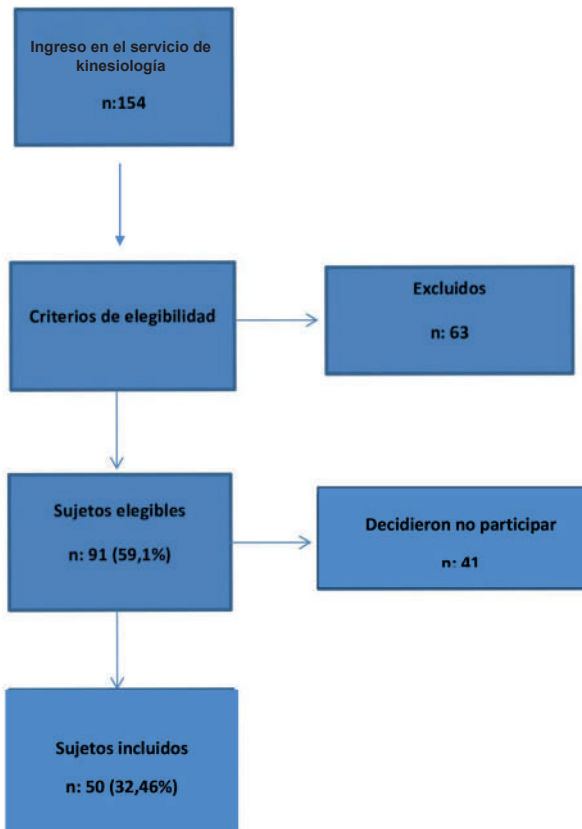 Ingreso en el servicio de
kinesiología
n:154
Criterios de elegibilidad
Excluidos
n: 63
Sujetos elegibles
n: 91 (59,1%)
Decidieron no participar
n: 41
Sujetos incluidos
n: 50 (32,46%)